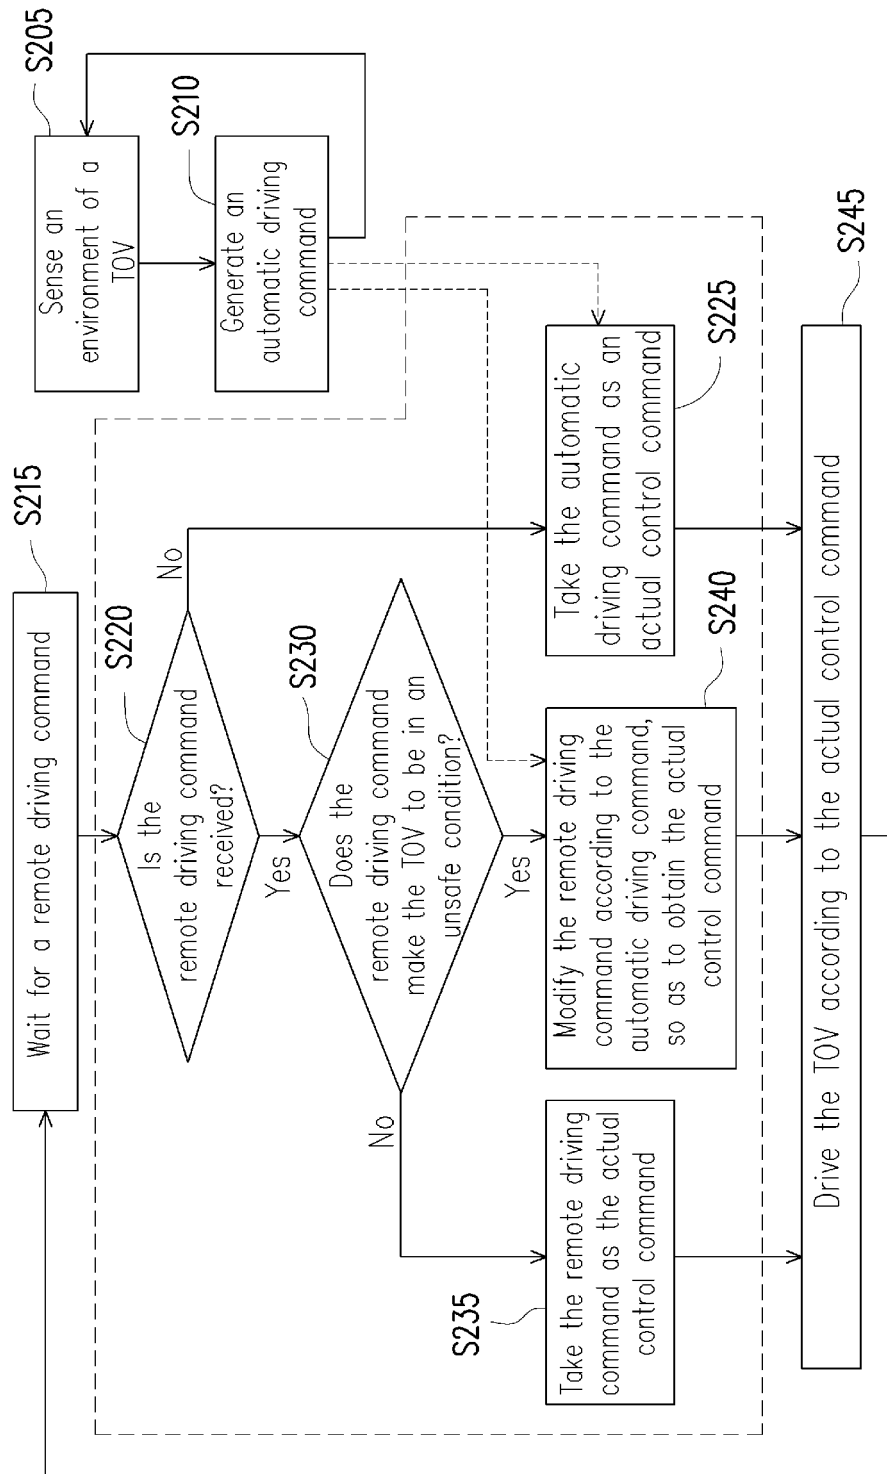 Wait for a remote driving command
S215
Sense an
environment of a
TOV
S205
Is the
remote driving command
received?
S220
No
Yes
Generate an
automatic driving
command
S210
Does the
remote driving command
make the TOV to be in an
unsafe condition?
S230
No
Yes
Take the remote driving
command as the actual
control command
S235
Modify the remote driving
command according to the
automatic driving command,
so as to obtain the actual
control command
S240
Take the automatic
driving command as an
actual control command
S225
Drive the TOV according to the actual control command
S245